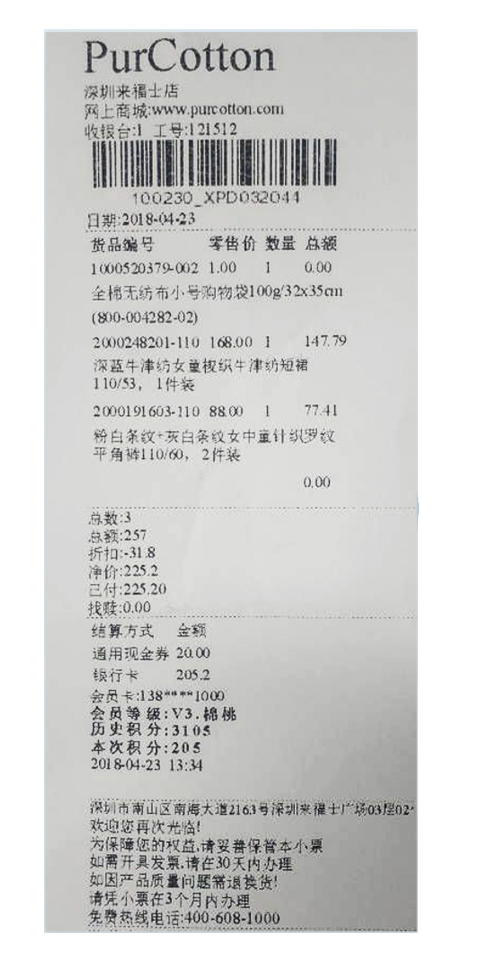 PurCotton
深圳来福士店
网上商城:www.purcotton.com
收银台:1 工号:121512
100230_XPD032044
日期:2018-04-23
货品编号 零售价 数量 总额
1000520379-002 1.00 1 0.00
全棉无纺布小号购物袋100g/32x35cm
(800-004282-02)
2000248201-110 168.00 1 147.79
深蓝牛津纺女童梭织牛津纺短裙
110/53，1件装
2000191603-110 88.00 1 77.41
粉白条纹+灰白条纹女中童针织罗纹
平角裤110/60，2件装
0.00
总数:3
总额:257
折扣:-31.8
净价:225.2
已付:225.20
找赎:0.00
结算方式 金额
通用现金券 20.00
银行卡 205.2
会员卡:138****1000
会员等级:V3.棉桃
历史积分:3105
本次积分:205
2018-04-23 13:34
深圳市南山区南海大道2163号深圳来福士广场03层02
欢迎您再次光临!
为保障您的权益,请妥善保管本小票
如需开具发票,请在30天内办理
如因产品质量问题需退换货!
请凭小票在3个月内办理
免费热线电话:400-608-1000